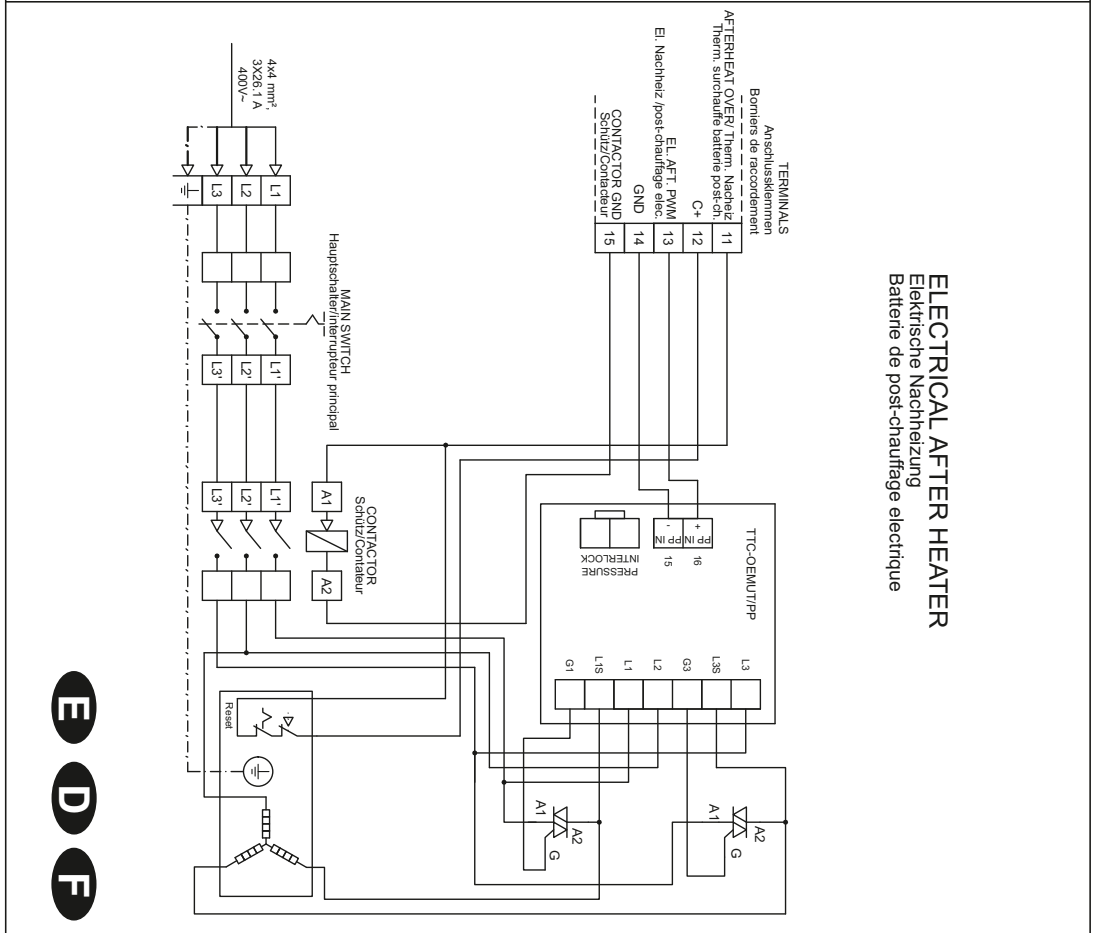 ELECTRICAL AFTER HEATER
Elektrische Nachheizung
Batterie de post-chauffage electrique
TERMINALS
Anschlussklemmen
Borniers de raccordement
AFTERHEAT OVER/ Therm. Nacheiz
Therm. surchauffe batterie post-ch.
11
C+
12
EL. AFT. PWM
El. Nachheiz /post-chauffage elec.
13
GND
14
CONTACTOR GND
Schütz/Contacteur
15
4x4 mm²,
3X26.1 A
400V~
L1
L2
L3
MAIN SWITCH
Hauptschalter/interrupteur principal
L1'
L2'
L3'
L1'
L2'
L3'
CONTACTOR
Schütz/Contateur
A1
A2
TTC-OEMUT/PP
+
PP IN
16
-
PP IN
15
PRESSURE
INTERLOCK
L3
L3S
G3
L2
L1
L1S
G1
A1
A2
G
A1
A2
G
Reset
E
D
F